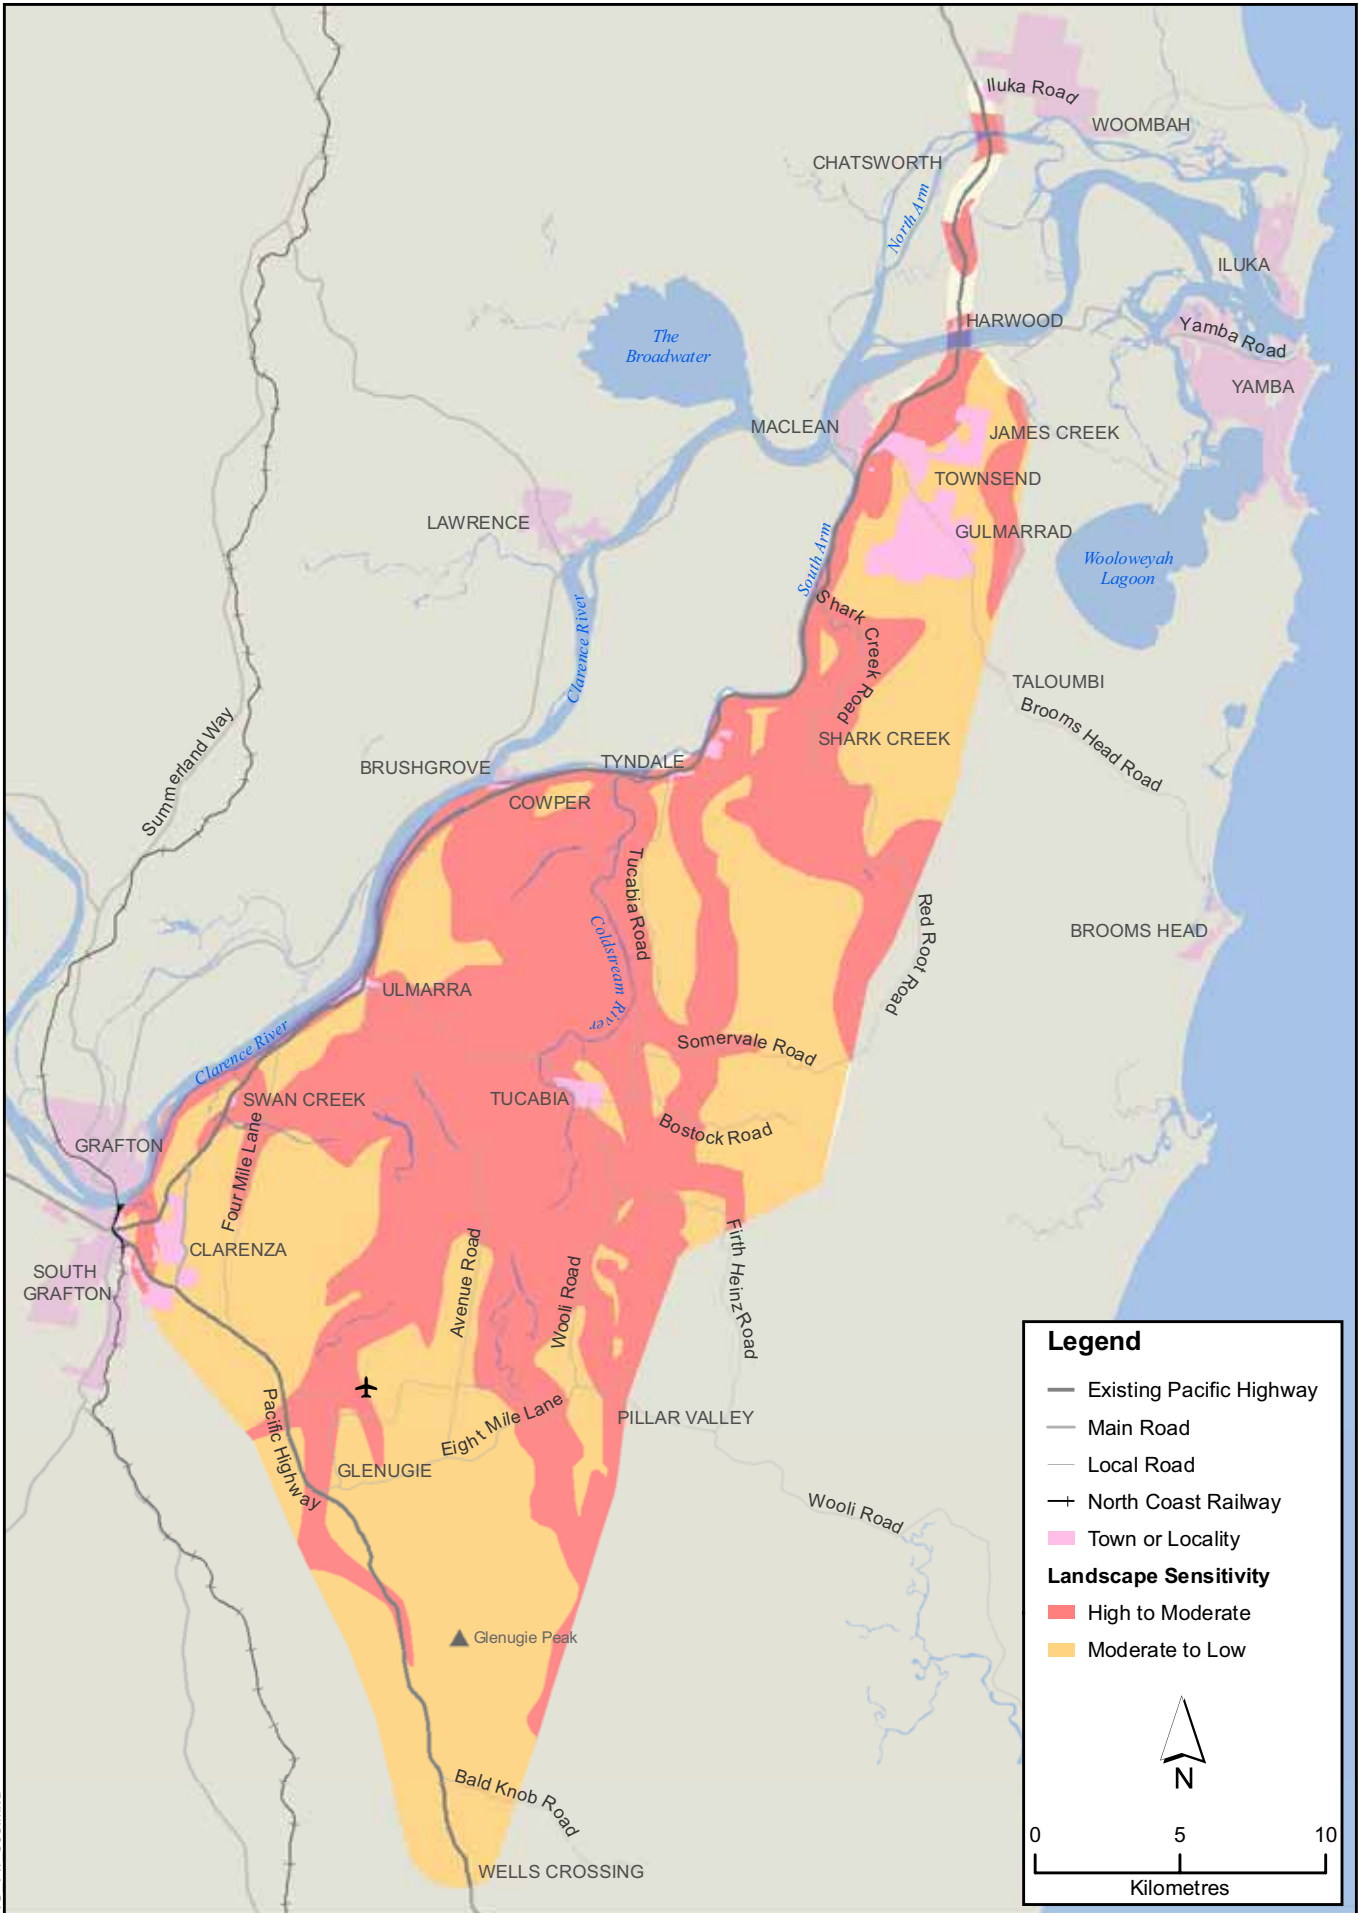 Iluka Road
WOOMBAH
CHATSWORTH
North Arm
ILUKA
HARWOOD
Yamba Road
The
Broadwater
YAMBA
MACLEAN
JAMES CREEK
TOWNSEND
LAWRENCE
GULMARRAD
South Arm
Wooloweyah
Lagoon
Clarence River
Shark Creek Road
TALOUMBI
Brooms Head Road
SHARK CREEK
Summerland Way
BRUSHGROVE
TYNDALE
COWPER
Tucabia Road
Red Root Road
Coldstream River
BROOMS HEAD
ULMARRA
Clarence River
Somervale Road
SWAN CREEK
TUCABIA
Bostock Road
GRAFTON
Four Mile Lane
CLARENZA
Avenue Road
Wooli Road
Firth Heinz Road
SOUTH
GRAFTON
Pacific Highway
Eight Mile Lane
PILLAR VALLEY
GLENUGIE
Wooli Road
Glenugie Peak
Bald Knob Road
WELLS CROSSING
Legend
Existing Pacific Highway
Main Road
Local Road
North Coast Railway
Town or Locality
Landscape Sensitivity
High to Moderate
Moderate to Low
N
0 5 10
Kilometres